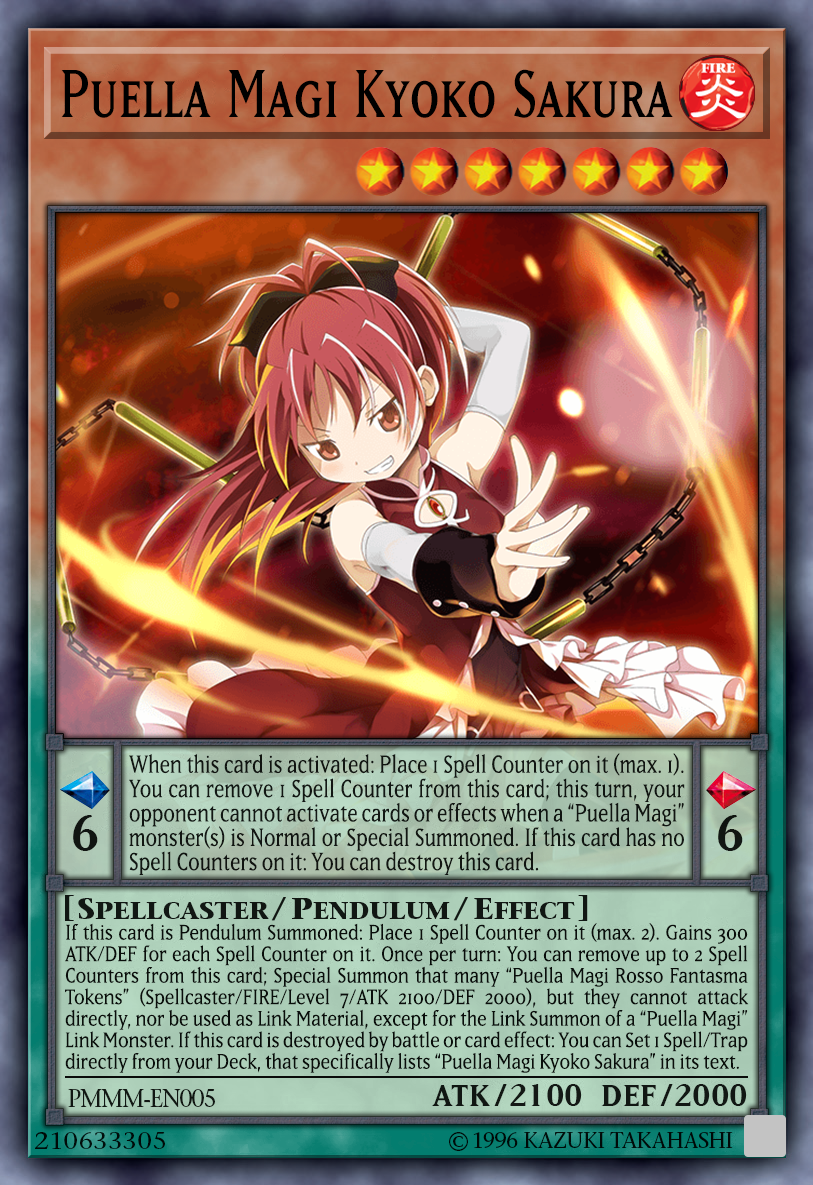 Puella Magi Kyoko Sakura
FIRE
炎
When this card is activated: Place 1 Spell Counter on it (max. 1).
You can remove 1 Spell Counter from this card; this turn, your
opponent cannot activate cards or effects when a “Puella Magi”
monster(s) is Normal or Special Summoned. If this card has no
Spell Counters on it: You can destroy this card.
6
6
[Spellcaster/Pendulum/Effect]
If this card is Pendulum Summoned: Place 1 Spell Counter on it (max. 2). Gains 300
ATK/DEF for each Spell Counter on it. Once per turn: You can remove up to 2 Spell
Counters from this card; Special Summon that many “Puella Magi Rosso Fantasma
Tokens” (Spellcaster/FIRE/Level 7/ATK 2100/DEF 2000), but they cannot attack
directly, nor be used as Link Material, except for the Link Summon of a “Puella Magi”
Link Monster. If this card is destroyed by battle or card effect: You can Set 1 Spell/Trap
directly from your Deck, that specifically lists “Puella Magi Kyoko Sakura” in its text.
PMMM-EN005
ATK/2100 DEF/2000
210633305
© 1996 KAZUKI TAKAHASHI